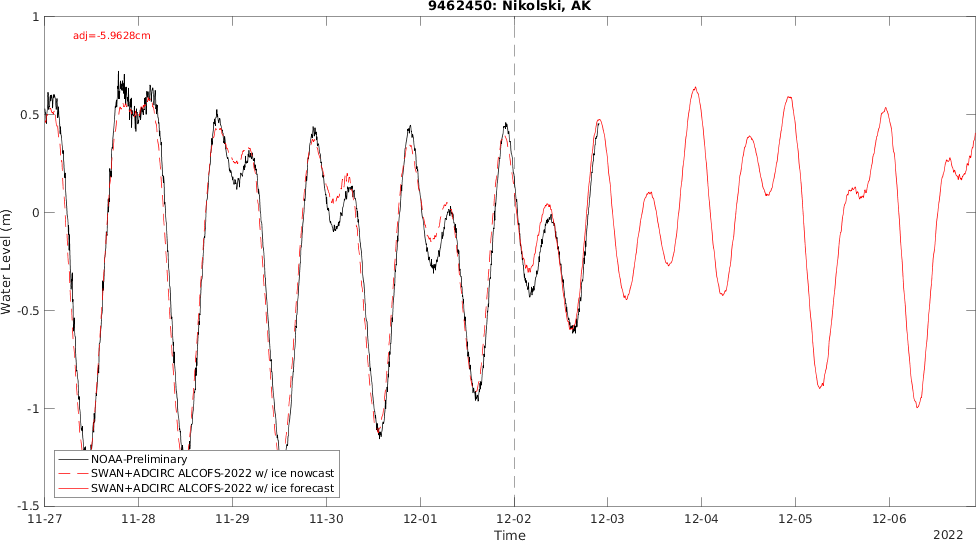 9462450: Nikolski, AK
adj=-5.9628cm
Water Level (m)
1
0.5
0
-0.5
-1
-1.5
NOAA-Preliminary
SWAN+ADCIRC ALCOFS-2022 w/ ice nowcast
SWAN+ADCIRC ALCOFS-2022 w/ ice forecast
11-27 11-28 11-29 11-30 12-01 12-02 12-03 12-04 12-05 12-06
Time
2022